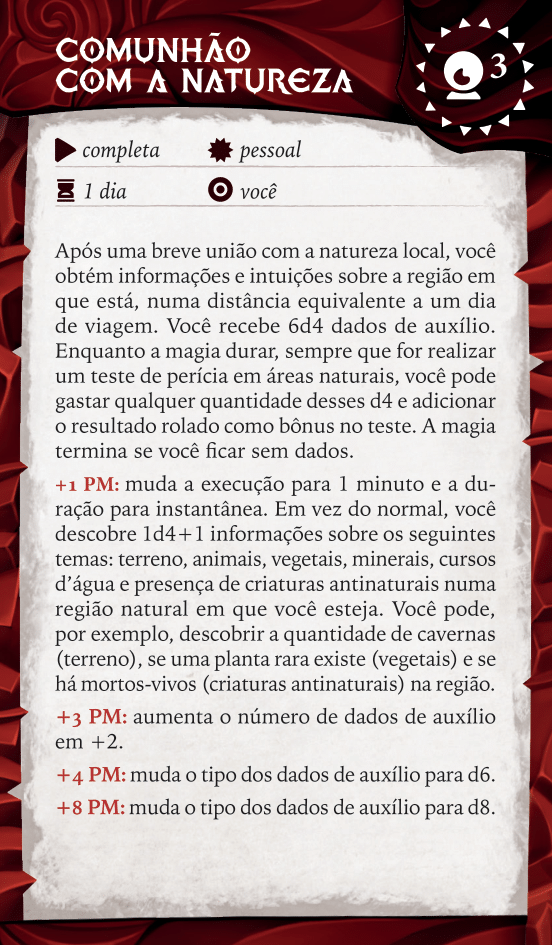 COMUNHÃO
COM A NATUREZA
3
completa
pessoal
1 dia
você
Após uma breve união com a natureza local, você
obtém informações e intuições sobre a região em
que está, numa distância equivalente a um dia
de viagem. Você recebe 6d4 dados de auxílio.
Enquanto a magia durar, sempre que for realizar
um teste de perícia em áreas naturais, você pode
gastar qualquer quantidade desses d4 e adicionar
o resultado rolado como bônus no teste. A magia
termina se você ficar sem dados.
+1 PM: muda a execução para 1 minuto e a du-
ração para instantânea. Em vez do normal, você
descobre 1d4+1 informações sobre os seguintes
temas: terreno, animais, vegetais, minerais, cursos
d'água e presença de criaturas antinaturais numa
região natural em que você esteja. Você pode,
por exemplo, descobrir a quantidade de cavernas
(terreno), se uma planta rara existe (vegetais) e se
há mortos-vivos (criaturas antinaturais) na região.
+3 PM: aumenta o número de dados de auxílio
em +2.
+4 PM: muda o tipo dos dados de auxílio para d6.
+8 PM: muda o tipo dos dados de auxílio para d8.